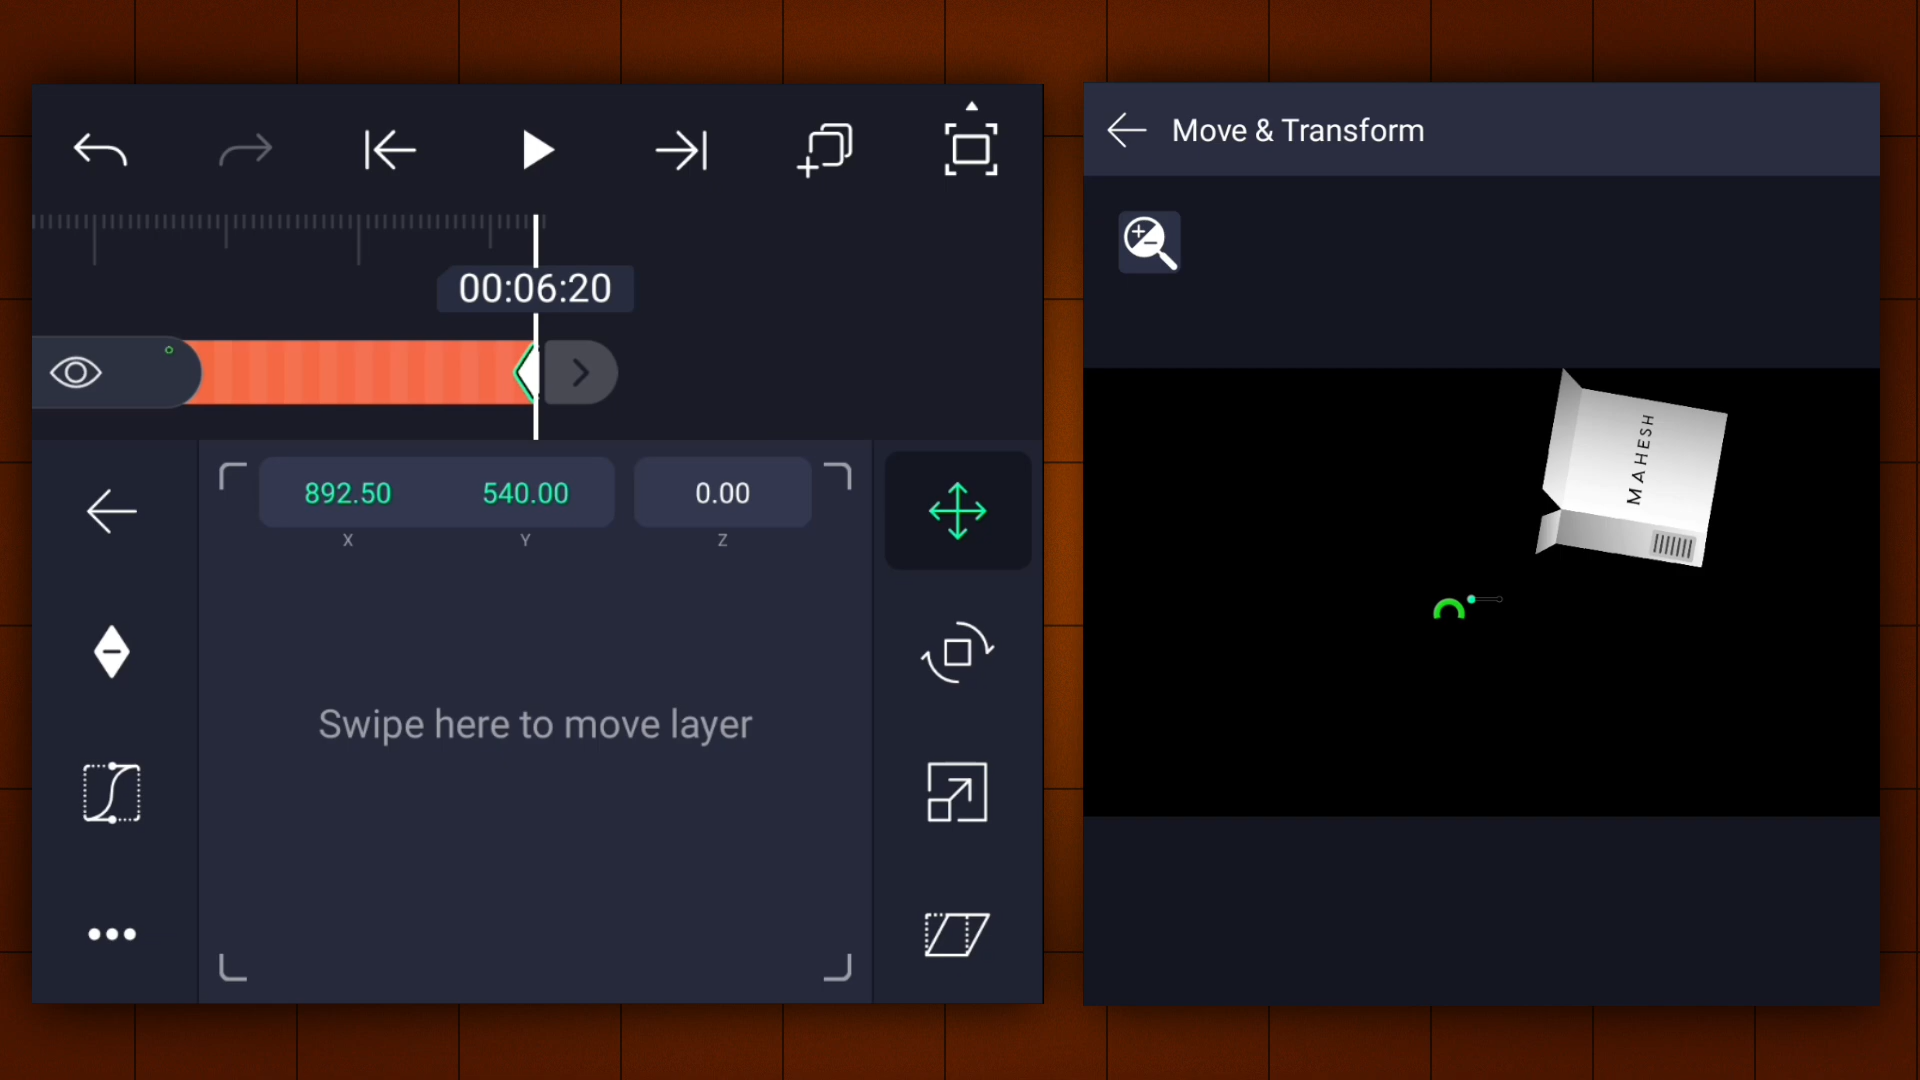 00:06:20
892.50 540.00 0.00
X Y Z
Swipe here to move layer
Move & Transform
MAHESH